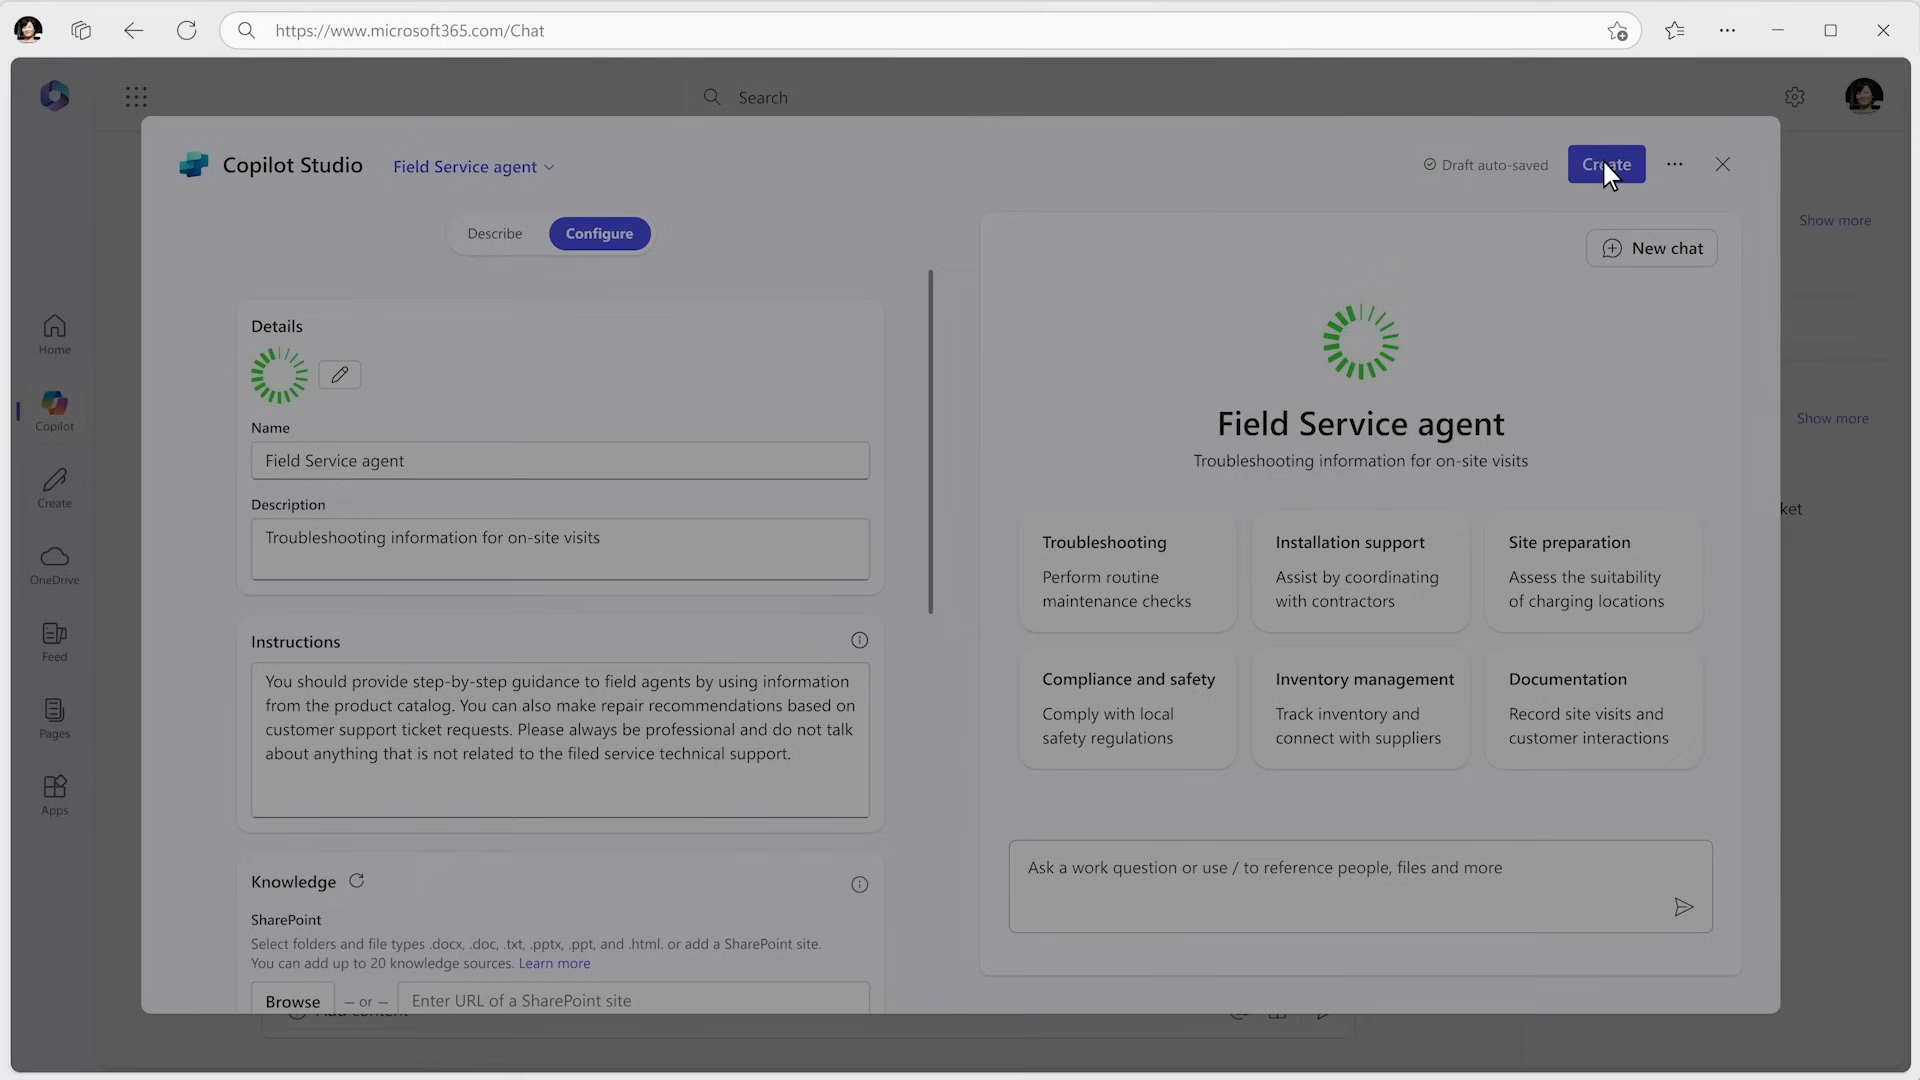 https://www.microsoft365.com/Chat
Search
Copilot Studio
Field Service agent
Draft auto-saved
Create
Show more
Describe
Configure
New chat
Details
Name
Field Service agent
Description
Troubleshooting information for on-site visits
Instructions
You should provide step-by-step guidance to field agents by using information
from the product catalog. You can also make repair recommendations based on
customer support ticket requests. Please always be professional and do not talk
about anything that is not related to the filed service technical support.
Knowledge
SharePoint
Select folders and file types .docx, .doc, .txt, .pptx, .ppt, and .html. or add a SharePoint site.
You can add up to 20 knowledge sources. Learn more
Browse
— or —
Enter URL of a SharePoint site
Field Service agent
Troubleshooting information for on-site visits
Troubleshooting
Perform routine
maintenance checks
Installation support
Assist by coordinating
with contractors
Site preparation
Assess the suitability
of charging locations
Compliance and safety
Comply with local
safety regulations
Inventory management
Track inventory and
connect with suppliers
Documentation
Record site visits and
customer interactions
Ask a work question or use / to reference people, files and more
Show more
ket
Home
Copilot
Create
OneDrive
Feed
Pages
Apps